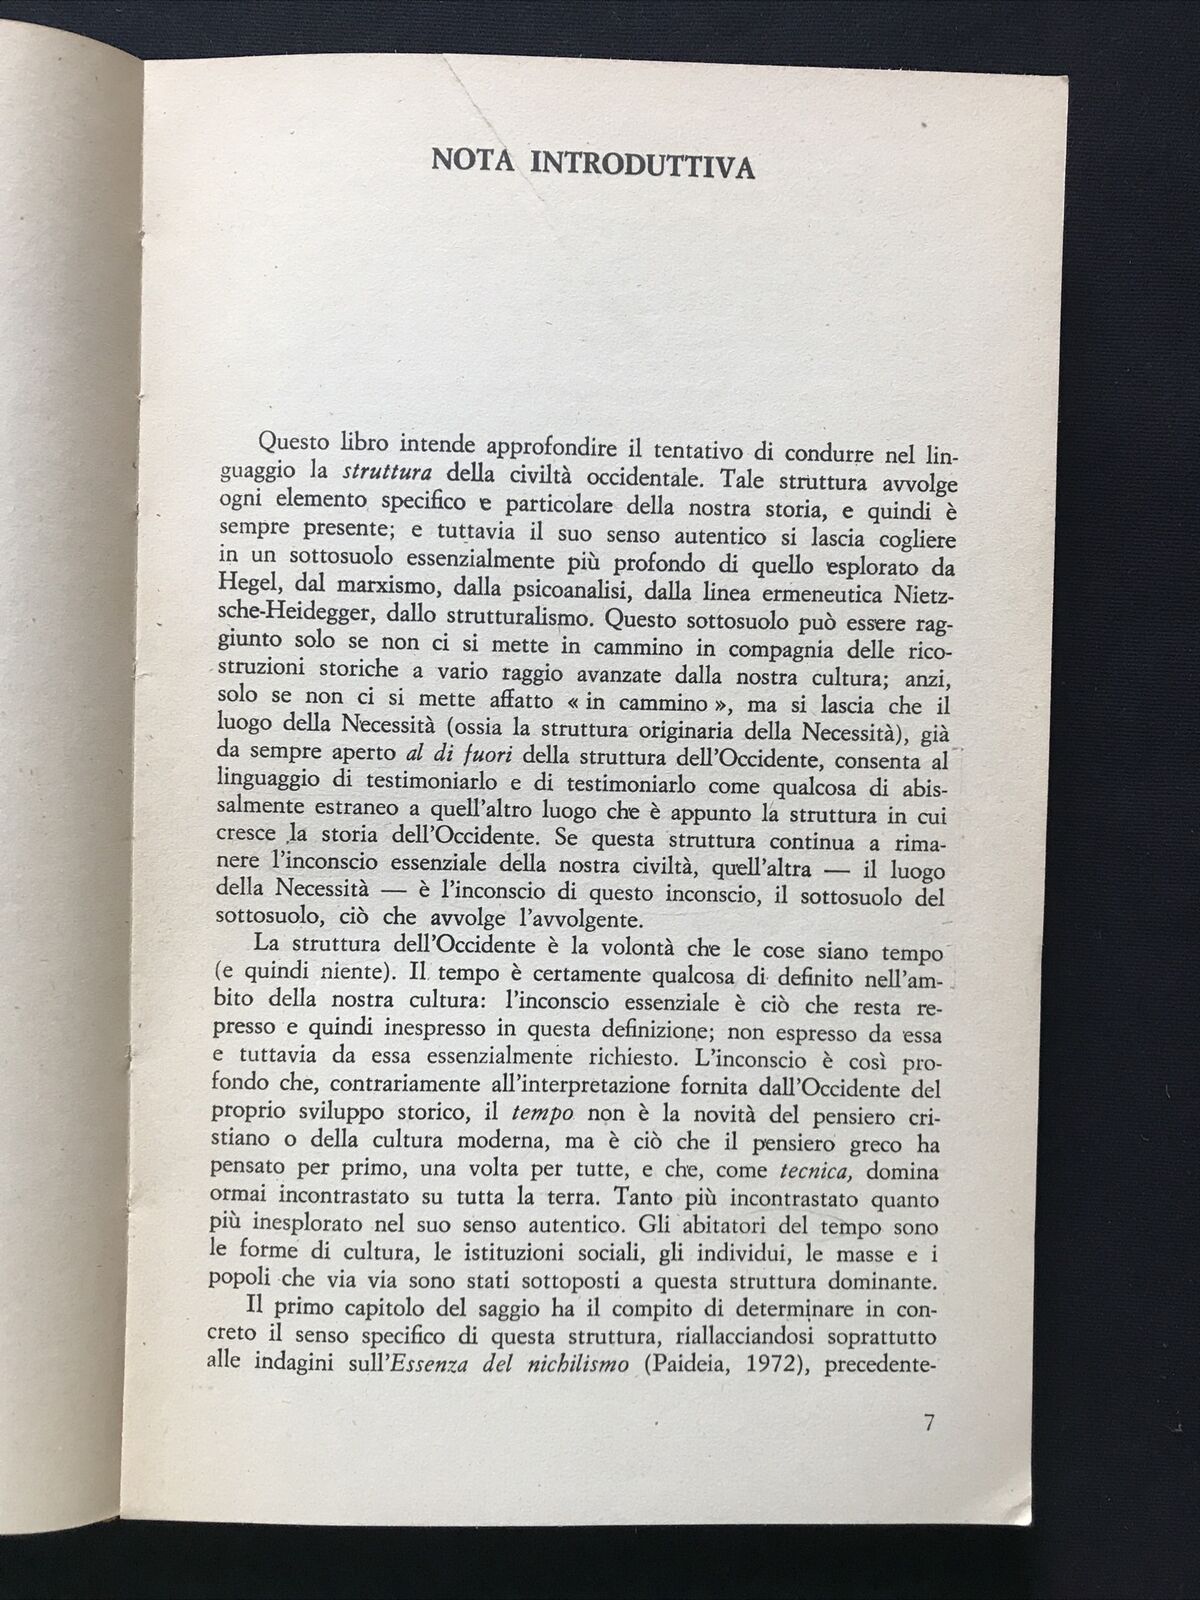 NOTA INTRODUTTIVA
Questo libro intende approfondire il tentativo di condurre nel lin-
guaggio la struttura della civiltà occidentale. Tale struttura avvolge
ogni elemento specifico e particolare della nostra storia, e quindi è
sempre presente; e tuttavia il suo senso autentico si lascia cogliere
in un sottosuolo essenzialmente più profondo di quello esplorato da
Hegel, dal marxismo, dalla psicoanalisi, dalla linea ermeneutica Nietz-
sche-Heidegger, dallo strutturalismo. Questo sottosuolo può essere rag-
giunto solo se non ci si mette in cammino in compagnia delle rico-
struzioni storiche a vario raggio avanzate dalla nostra cultura; anzi,
solo se non ci si mette affatto « in cammino », ma si lascia che il
luogo della Necessità (ossia la struttura originaria della Necessità), già
da sempre aperto al di fuori della struttura dell'Occidente, consenta al
linguaggio di testimoniarlo e di testimoniarlo come qualcosa di abis-
salmente estraneo a quell'altro luogo che è appunto la struttura in cui
cresce la storia dell'Occidente. Se questa struttura continua a rima-
nere l'inconscio essenziale della nostra civiltà, quell'altra — il luogo
della Necessità — è l'inconscio di questo inconscio, il sottosuolo del
sottosuolo, ciò che avvolge l'avvolgente.
La struttura dell'Occidente è la volontà che le cose siano tempo
(e quindi niente). Il tempo è certamente qualcosa di definito nell'am-
bito della nostra cultura: l'inconscio essenziale è ciò che resta re-
presso e quindi inespresso in questa definizione; non espresso da essa
e tuttavia da essa essenzialmente richiesto. L'inconscio è così pro-
fondo che, contrariamente all'interpretazione fornita dall'Occidente del
proprio sviluppo storico, il tempo non è la novità del pensiero cri-
stiano o della cultura moderna, ma è ciò che il pensiero greco ha
pensato per primo, una volta per tutte, e che, come tecnica, domina
ormai incontrastato su tutta la terra. Tanto più incontrastato quanto
più inesplorato nel suo senso autentico. Gli abitatori del tempo sono
le forme di cultura, le istituzioni sociali, gli individui, le masse e i
popoli che via via sono stati sottoposti a questa struttura dominante.
Il primo capitolo del saggio ha il compito di determinare in con-
creto il senso specifico di questa struttura, riallacciandosi soprattutto
alle indagini sull'Essenza del nichilismo (Paideia, 1972), precedente-
7